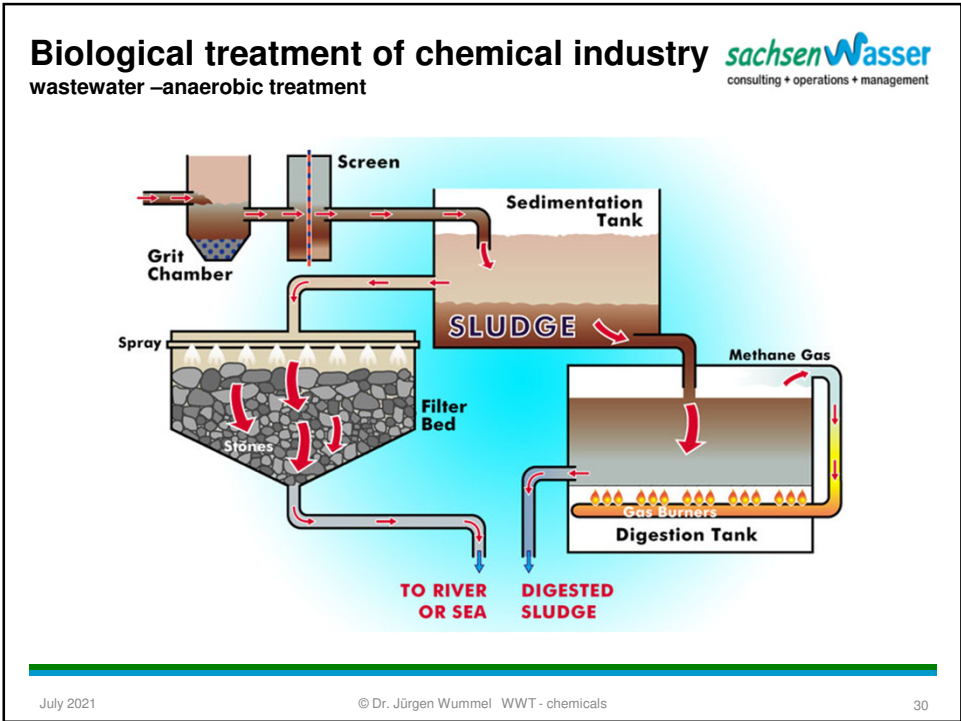 Biological treatment of chemical industry
wastewater –anaerobic treatment
sachsenWasser
consulting + operations + management
Screen
Grit
Chamber
Sedimentation
Tank
SLUDGE
Spray
Stones
Filter
Bed
Methane Gas
Gas Burners
Digestion Tank
TO RIVER
OR SEA
DIGESTED
SLUDGE
July 2021
© Dr. Jürgen Wummel WWT - chemicals
30